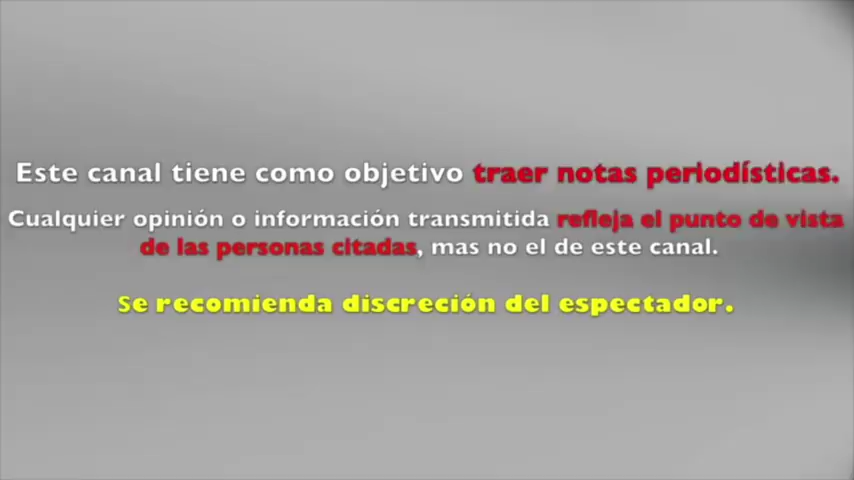 Este canal tiene como objetivo traer notas periodísticas.
Cualquier opinión o información transmitida refleja el punto de vista
de las personas citadas, mas no el de este canal.
Se recomienda discreción del espectador.